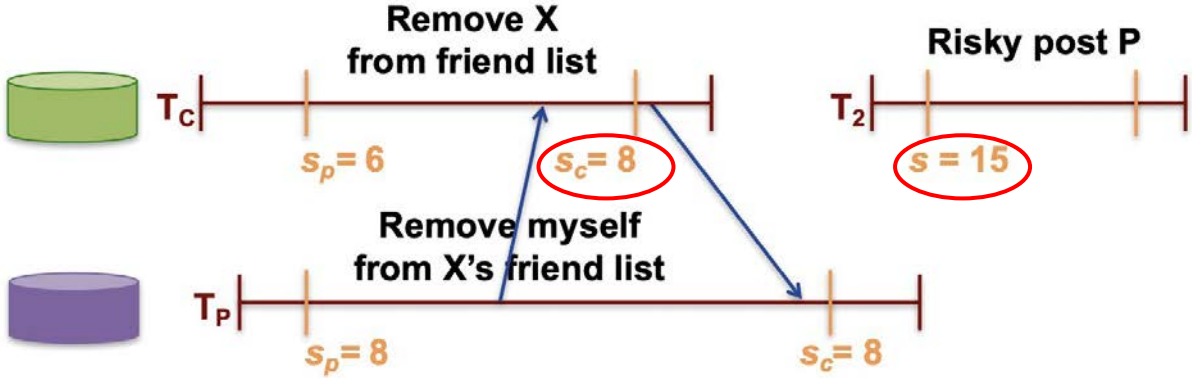 Remove X
from friend list
Risky post P
T_C
T_2
s_p= 6
s_c= 8
s = 15
Remove myself
from X's friend list
T_P
s_p= 8
s_c= 8